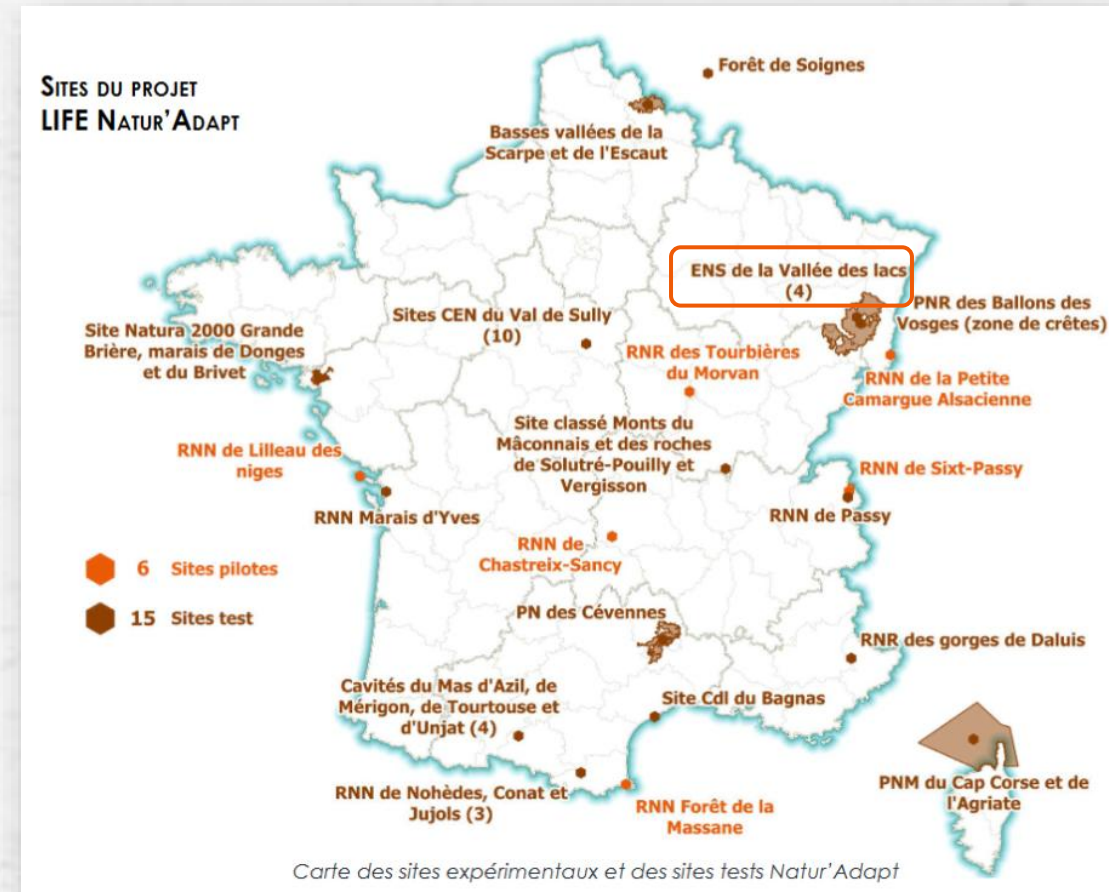 SITES DU PROJET
LIFE NATUR'ADAPT
Forêt de Soignes
Basses vallées de la
Scarpe et de l'Escaut
ENS de la Vallée des lacs
(4)
PNR des Ballons des
Vosges (zone de crêtes)
Sites CEN du Val de Sully
(10)
Site Natura 2000 Grande
Brière, marais de Donges
et du Brivet
RNR des Tourbières
du Morvan
RNN de la Petite
Camargue Alsacienne
Site classé Monts du
Mâconnais et des roches
de Solutré-Pouilly et
Vergisson
RNN de Lilleau des
niges
RNN de Sixt-Passy
RNN Marais d'Yves
RNN de Passy
RNN de
Chastreix-Sancy
6 Sites pilotes
15 Sites test
PN des Cévennes
RNR des gorges de Daluis
Cavités du Mas d'Azil, de
Mérigon, de Tourtouse et
d'Unjat (4)
Site Cdl du Bagnas
RNN de Nohèdes, Conat et
Jujols (3)
RNN Forêt de la
Massane
PNM du Cap Corse et de
l'Agriate
Carte des sites expérimentaux et des sites tests Natur'Adapt